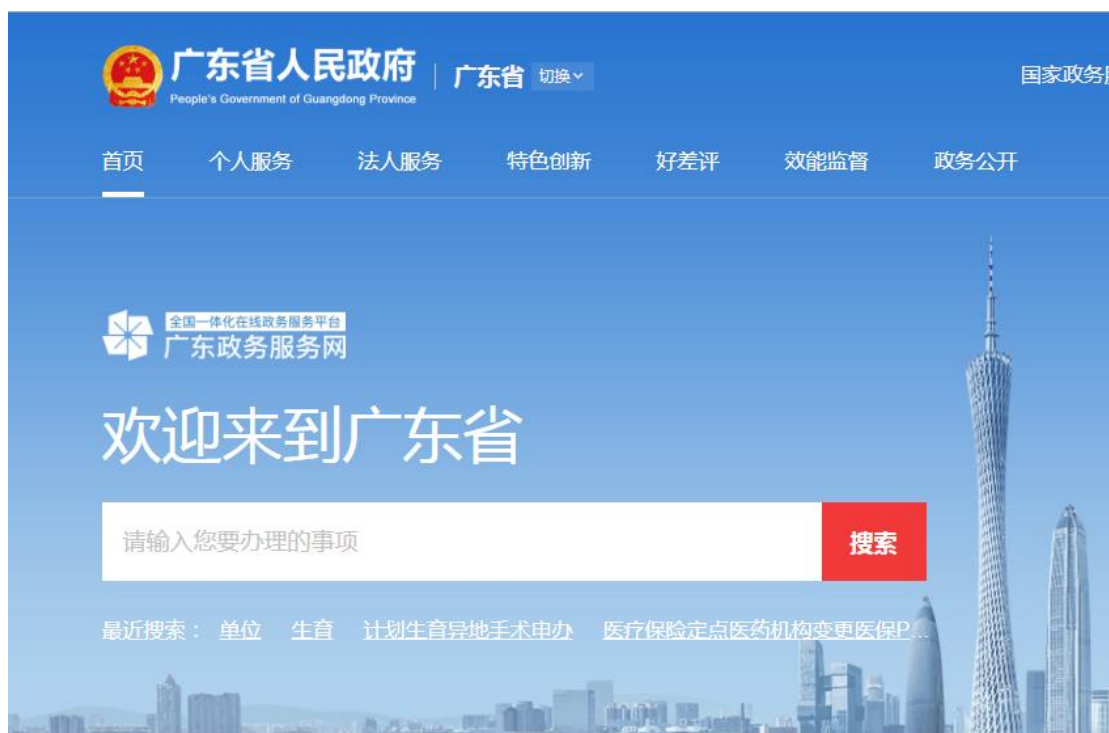 广东省人民政府
People's Government of Guangdong Province
广东省 切换
国家政务服
首页 个人服务 法人服务 特色创新 好差评 效能监督 政务公开
全国一体化在线政务服务平台
广东政务服务网
欢迎来到广东省
请输入您要办理的事项 搜索
最近搜索： 单位 生育 计划生育异地手术申办 医疗保险定点医药机构变更医保P...